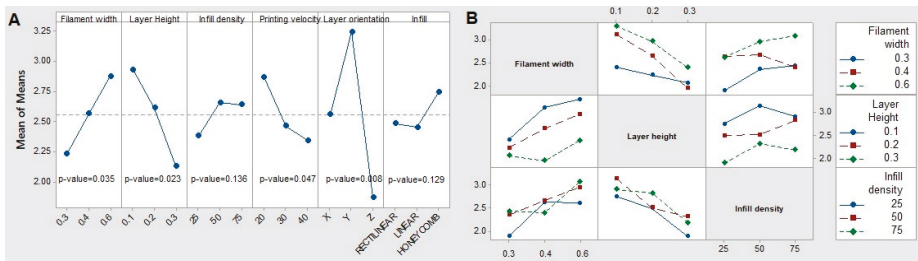 A
Filament width Layer Height Infill density Printing velocity Layer orientation Infill
Mean of Means
3.25
3.00
2.75
2.50
2.25
2.00
p-value=0.035 p-value=0.023 p-value=0.136 p-value=0.047 p-value=0.008 p-value=0.129
0.3 0.4 0.6 0.1 0.2 0.3 25 50 75 20 30 40 X Y Z RECTILINEAR LINEAR HONEY COMB
B
0.1 0.2 0.3
Filament width
3.0
2.5
2.0
Layer height
3.0
2.5
2.0
Infill density
3.0
2.5
2.0
0.3 0.4 0.6
25 50 75
Filament
width
0.3
0.4
0.6
Layer
Height
0.1
0.2
0.3
Infill
density
25
50
75